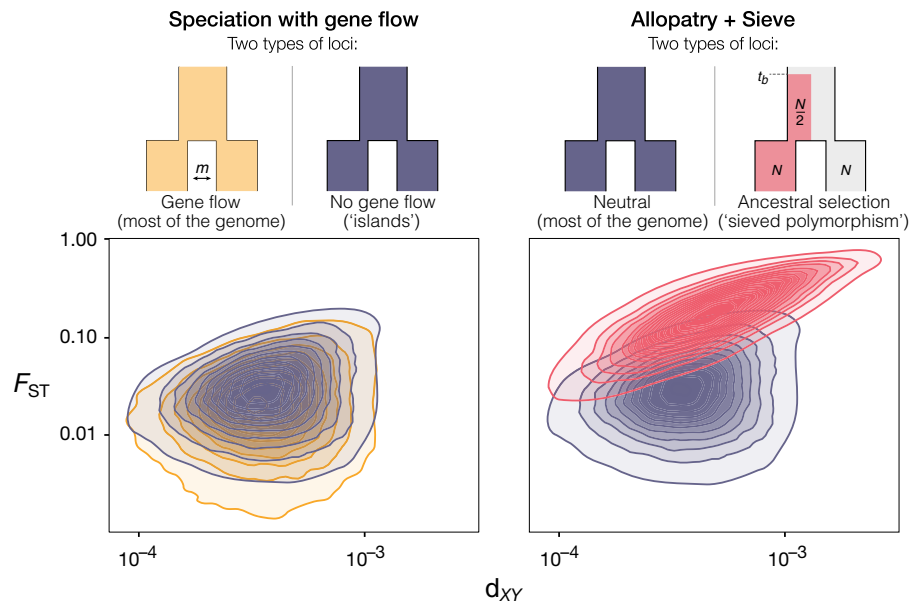 Speciation with gene flow
Two types of loci:
m
Gene flow
(most of the genome)
No gene flow
('islands')
Allopatry + Sieve
Two types of loci:
Neutral
(most of the genome)
t_b
N/2
N
N
Ancestral selection
('sieved polymorphism')
1.00
0.10
0.01
F_ST
10⁻⁴
10⁻³
10⁻⁴
10⁻³
d_XY